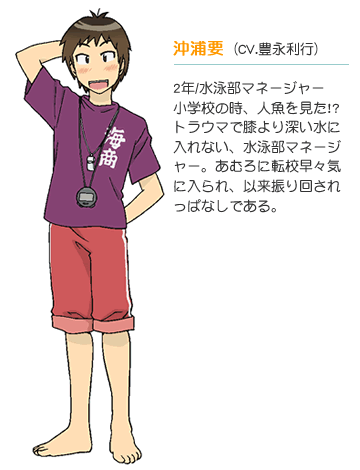 沖浦要（CV.豊永利行）
2年/水泳部マネージャー
小学校の時、人魚を見た!?
トラウマで膝より深い水に
入れない、水泳部マネージ
ャー。あむろに転校早々気
に入られ、以来振り回され
っぱなしである。
海商